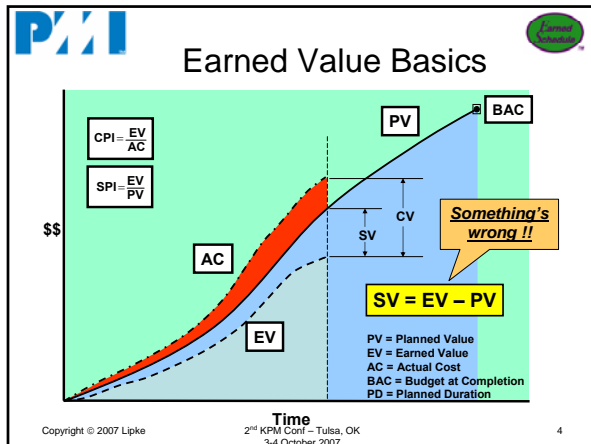 PMI
Earned
Schedule
TM
Earned Value Basics
CPI = EV
AC
SPI = EV
PV
PV
BAC
$$
AC
SV
CV
EV
Something's
wrong !!
SV = EV – PV
PV = Planned Value
EV = Earned Value
AC = Actual Cost
BAC = Budget at Completion
PD = Planned Duration
Time
Copyright © 2007 Lipke
2nd KPM Conf – Tulsa, OK
3-4 October 2007
4